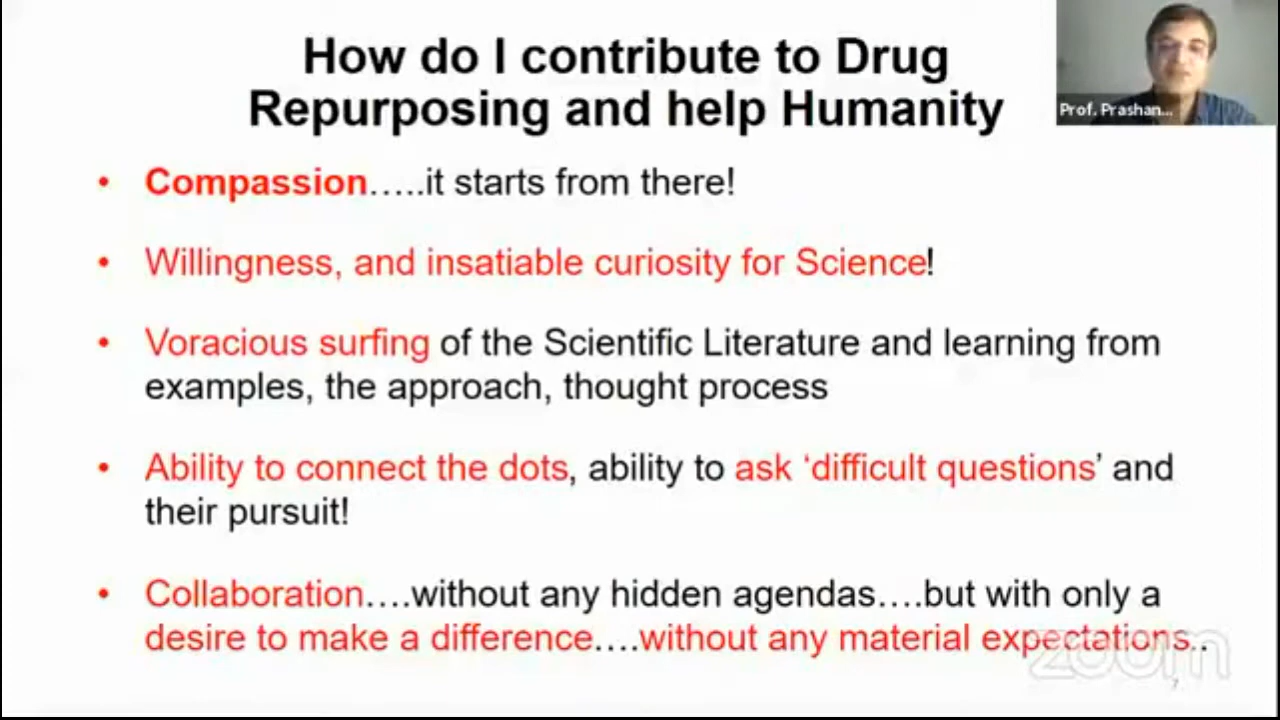 How do I contribute to Drug
Repurposing and help Humanity
Prof. Prashan...
• Compassion…..it starts from there!
• Willingness, and insatiable curiosity for Science!
• Voracious surfing of the Scientific Literature and learning from
examples, the approach, thought process
• Ability to connect the dots, ability to ask ‘difficult questions’ and
their pursuit!
• Collaboration….without any hidden agendas….but with only a
desire to make a difference….without any material expectations..
zoom
7